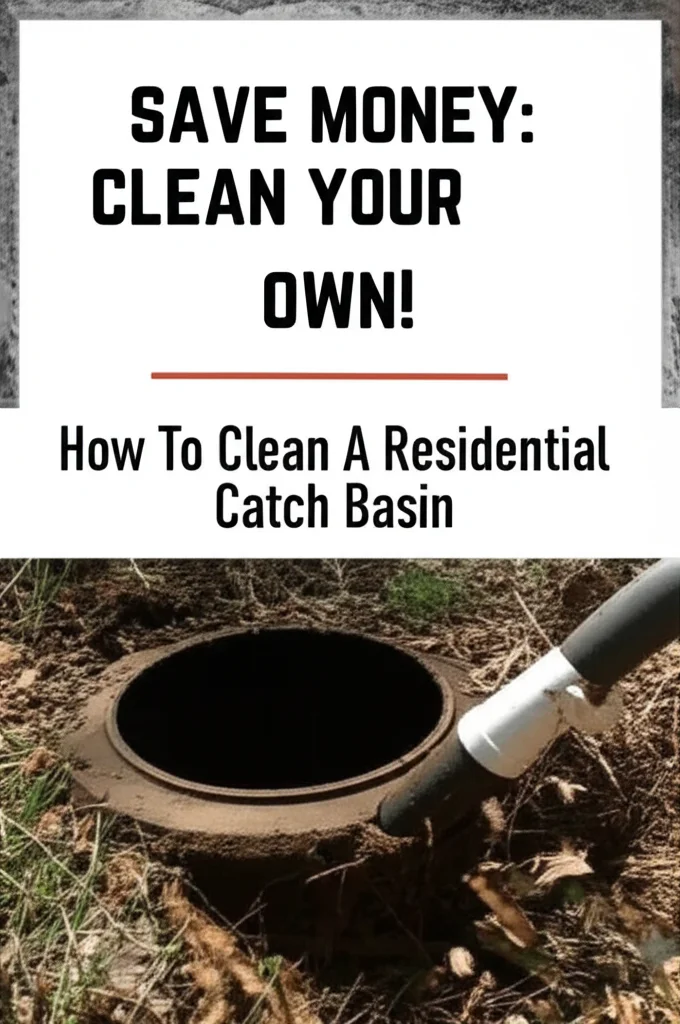 SAVE MONEY:
CLEAN YOUR
OWN!
How To Clean A Residential
Catch Basin